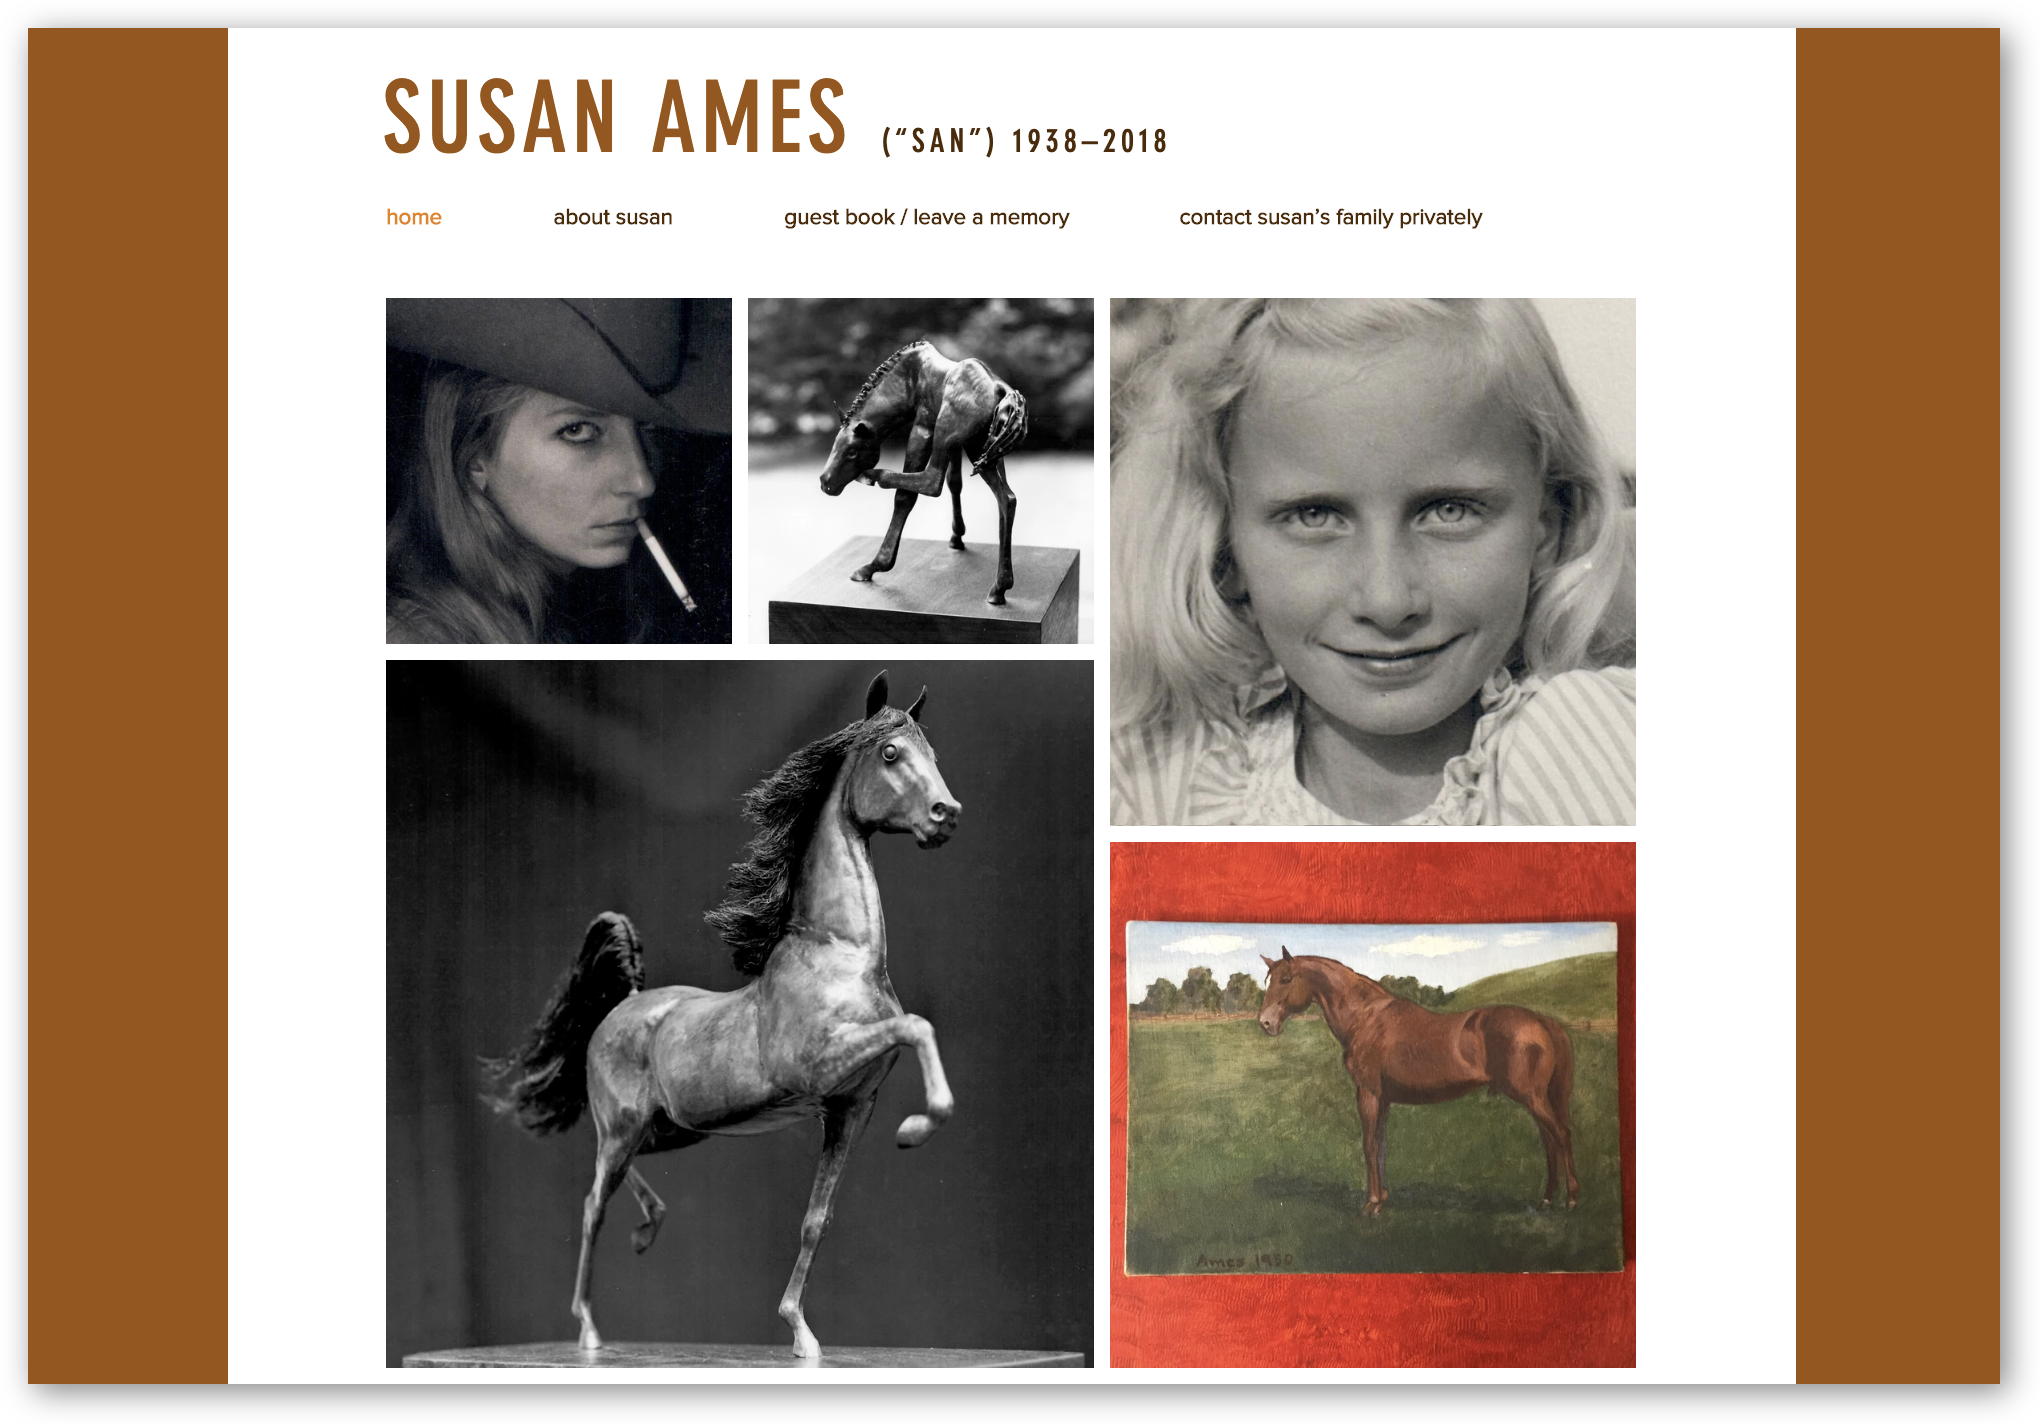 SUSAN AMES (“SAN”) 1938–2018
home about susan guest book / leave a memory contact susan’s family privately
Ames 1950